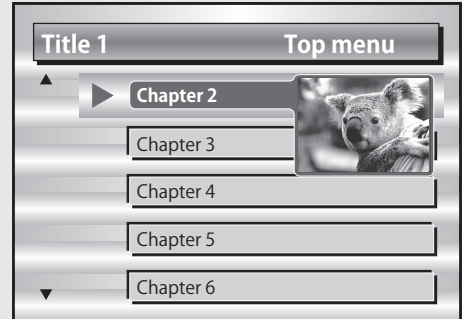 Title 1 Top menu
Chapter 2
Chapter 3
Chapter 4
Chapter 5
Chapter 6